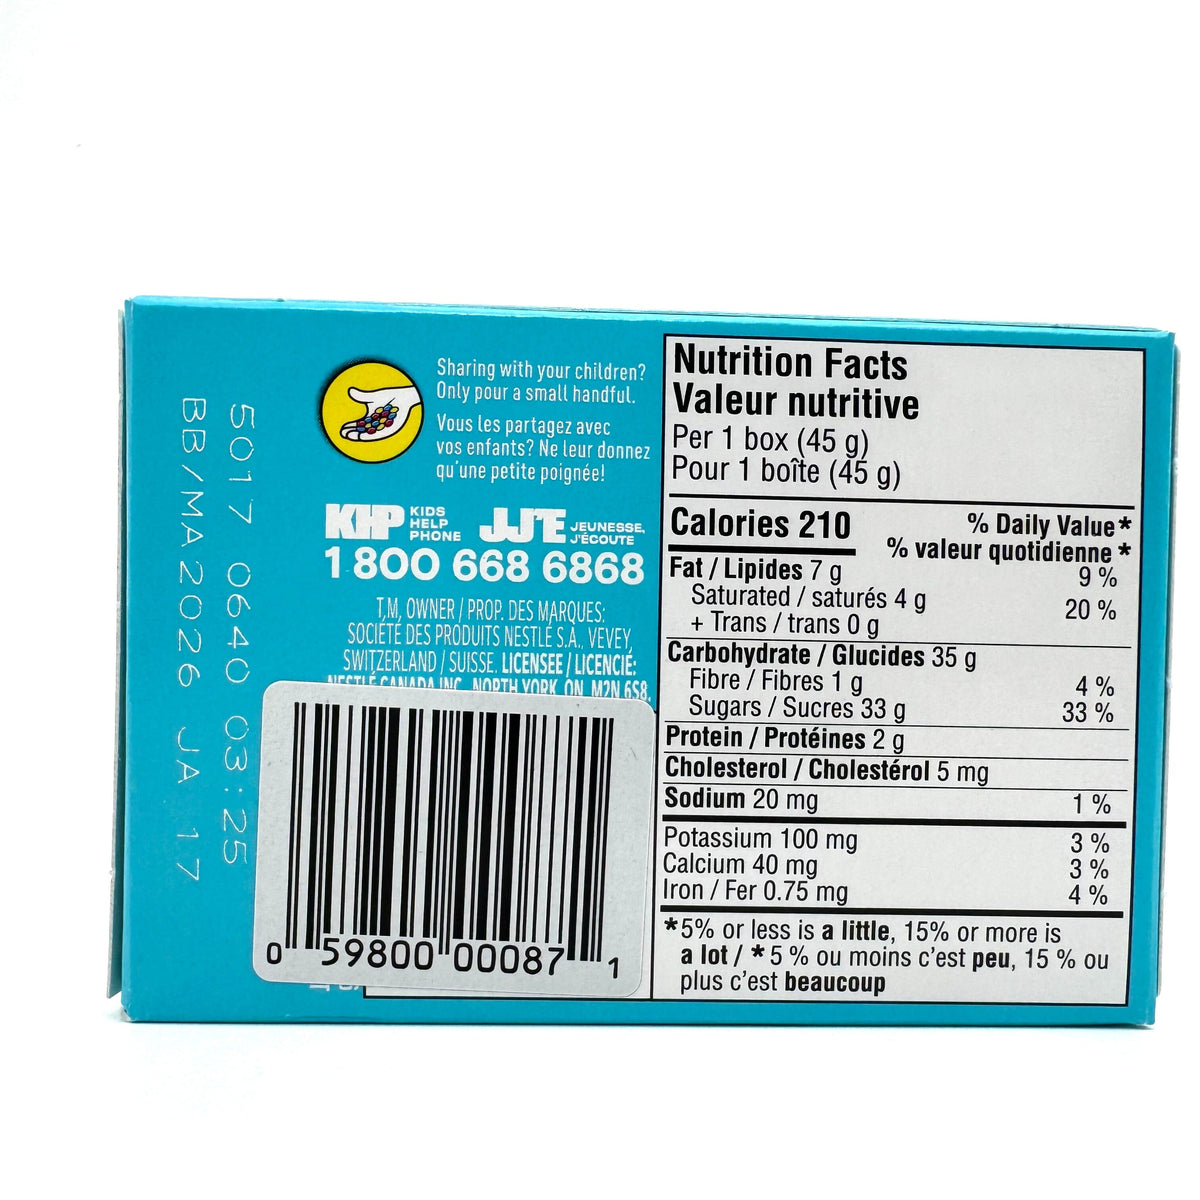 Sharing with your children?
Only pour a small handful.
Vous les partagez avec
vos enfants? Ne leur donnez
qu'une petite poignée!
KHP KIDS
HELP
PHONE
JJ'E JEUNESSE,
J'ÉCOUTE
1 800 668 6868
T,M, OWNER / PROP. DES MARQUES:
SOCIÉTÉ DES PRODUITS NESTLÉ S.A., VEVEY,
SWITZERLAND / SUISSE. LICENSEE / LICENCIÉ:
NESTLÉ CANADA INC., NORTH YORK, ON M2N 6S8.
0 59800 00087 1
5017 0640 03:25
BB/MA 2026 JA 17
Nutrition Facts
Valeur nutritive
Per 1 box (45 g)
Pour 1 boîte (45 g)
Calories 210 % Daily Value*
% valeur quotidienne*
Fat / Lipides 7 g 9 %
Saturated / saturés 4 g 20 %
+ Trans / trans 0 g
Carbohydrate / Glucides 35 g
Fibre / Fibres 1 g 4 %
Sugars / Sucres 33 g 33 %
Protein / Protéines 2 g
Cholesterol / Cholestérol 5 mg
Sodium 20 mg 1 %
Potassium 100 mg 3 %
Calcium 40 mg 3 %
Iron / Fer 0.75 mg 4 %
*5% or less is a little, 15% or more is
a lot / *5 % ou moins c'est peu, 15 % ou
plus c'est beaucoup